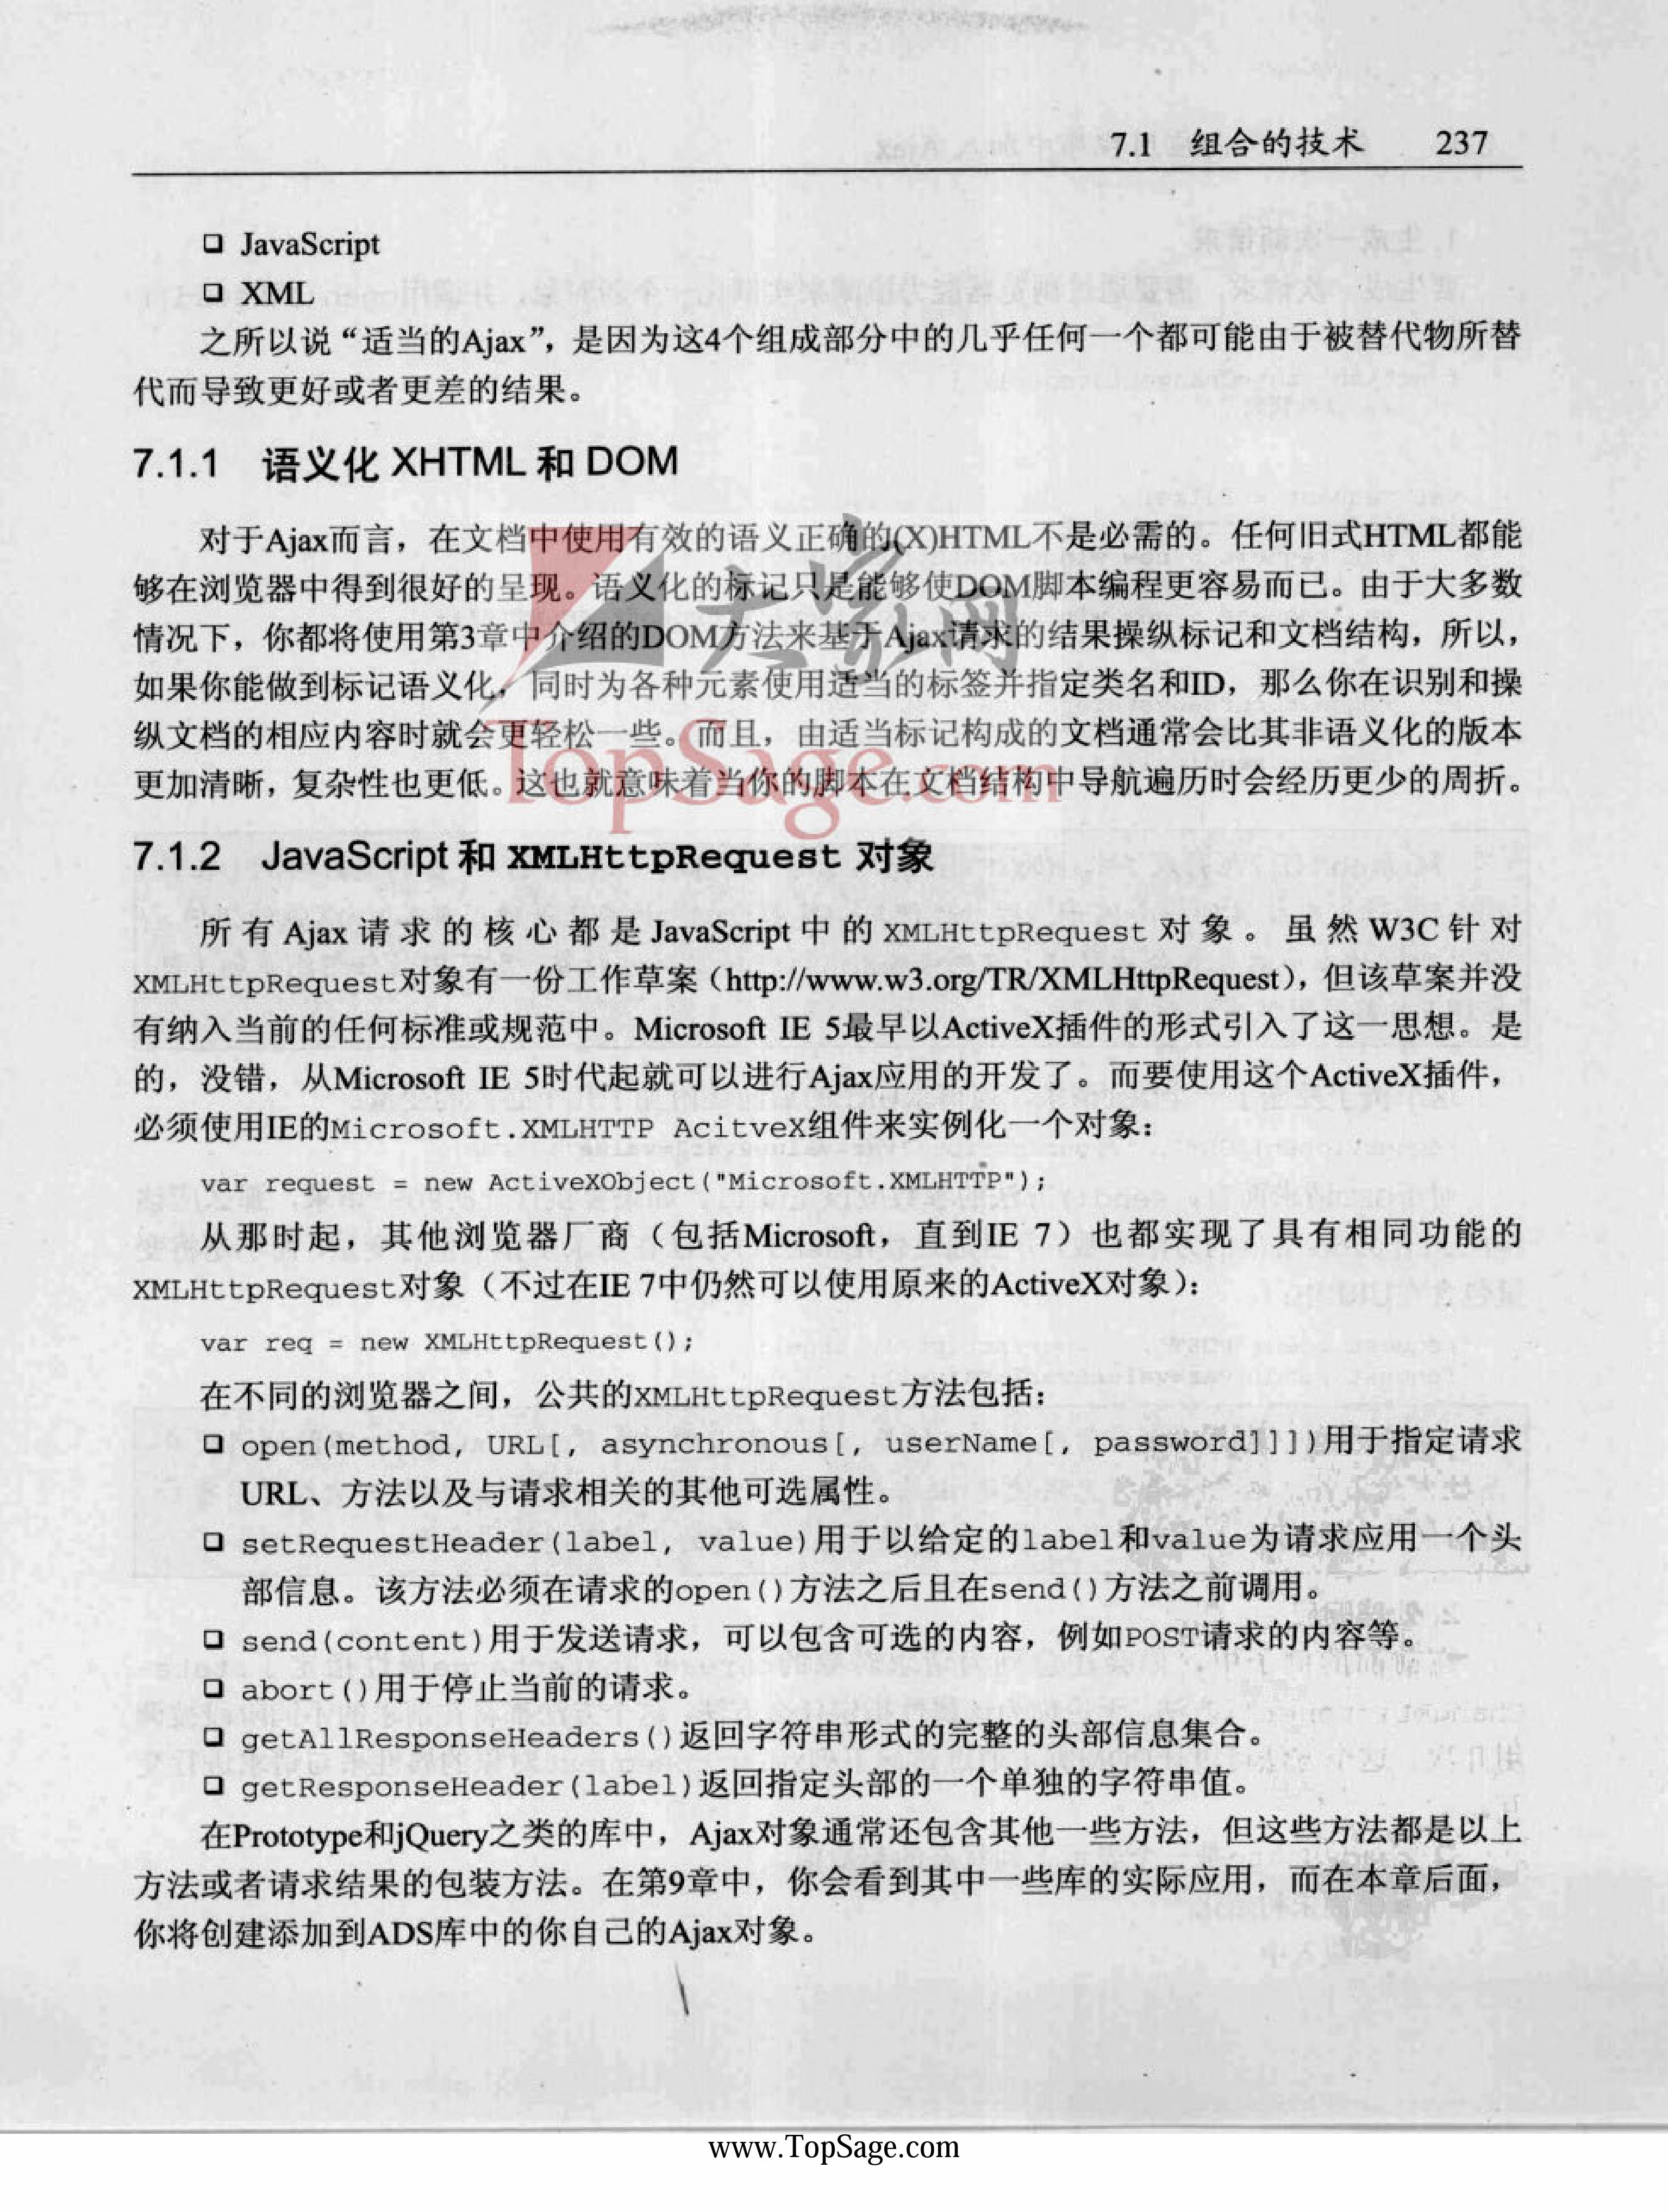 7.1 组合的技术 237
❑ JavaScript
❑ XML
之所以说“适当的Ajax”，是因为这4个组成部分中的几乎任何一个都可能由于被替代物所替
代而导致更好或者更差的结果。
7.1.1 语义化 XHTML 和 DOM
对于Ajax而言，在文档中使用有效的语义正确的(X)HTML不是必需的。任何旧式HTML都能
够在浏览器中得到很好的呈现。语义化的标记只是能够使DOM脚本编程更容易而已。由于大多数
情况下，你都将使用第3章中介绍的DOM方法来基于Ajax请求的结果操纵标记和文档结构，所以，
如果你能做到标记语义化，同时为各种元素使用适当的标签并指定类名和ID，那么你在识别和操
纵文档的相应内容时就会更轻松一些。而且，由适当标记构成的文档通常会比其非语义化的版本
更加清晰，复杂性也更低。这也就意味着当你的脚本在文档结构中导航遍历时会经历更少的周折。
大家网
TopSage.com
7.1.2 JavaScript 和 XMLHttpRequest 对象
所有 Ajax 请求的核心都是 JavaScript 中的 XMLHttpRequest 对象。虽然 W3C 针对
XMLHttpRequest对象有一份工作草案（http://www.w3.org/TR/XMLHttpRequest），但该草案并没
有纳入当前的任何标准或规范中。Microsoft IE 5最早以ActiveX插件的形式引入了这一思想。是
的，没错，从Microsoft IE 5时代起就可以进行Ajax应用的开发了。而要使用这个ActiveX插件，
必须使用IE的Microsoft.XMLHTTP AcitveX组件来实例化一个对象：
var request = new ActiveXObject("Microsoft.XMLHTTP");
从那时起，其他浏览器厂商（包括Microsoft，直到IE 7）也都实现了具有相同功能的
XMLHttpRequest对象（不过在IE 7中仍然可以使用原来的ActiveX对象）：
var req = new XMLHttpRequest();
在不同的浏览器之间，公共的XMLHttpRequest方法包括：
❑ open(method, URL[, asynchronous[, userName[, password]]])用于指定请求
URL、方法以及与请求相关的其他可选属性。
❑ setRequestHeader(label, value)用于以给定的label和value为请求应用一个头
部信息。该方法必须在请求的open()方法之后且在send()方法之前调用。
❑ send(content)用于发送请求，可以包含可选的内容，例如POST请求的内容等。
❑ abort()用于停止当前的请求。
❑ getAllResponseHeaders()返回字符串形式的完整的头部信息集合。
❑ getResponseHeader(label)返回指定头部的一个单独的字符串值。
在Prototype和jQuery之类的库中，Ajax对象通常还包含其他一些方法，但这些方法都是以上
方法或者请求结果的包装方法。在第9章中，你会看到其中一些库的实际应用，而在本章后面，
你将创建添加到ADS库中的你自己的Ajax对象。
www.TopSage.com